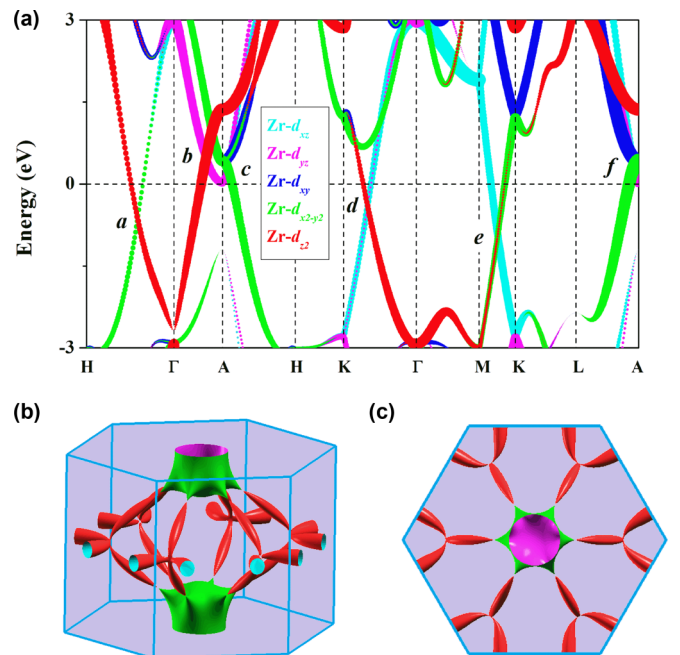 (a)
3
0
-3
Energy (eV)
a
b
c
d
e
f
Zr-dxz
Zr-dyz
Zr-dxy
Zr-dx2-y2
Zr-dz2
H Γ A H K Γ M K L A
(b) (c)